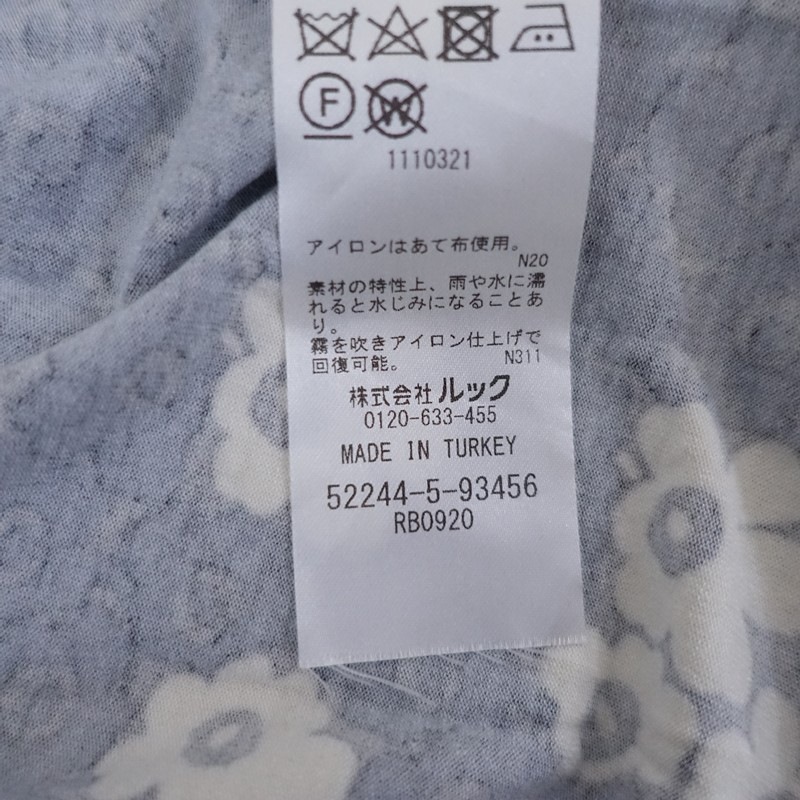 F W
1110321
アイロンはあて布使用。
N20
素材の特性上、雨や水に濡
れると水じみになることあ
り。
霧を吹きアイロン仕上げで
回復可能。
N311
株式会社ルック
0120-633-455
MADE IN TURKEY
52244-5-93456
RB0920